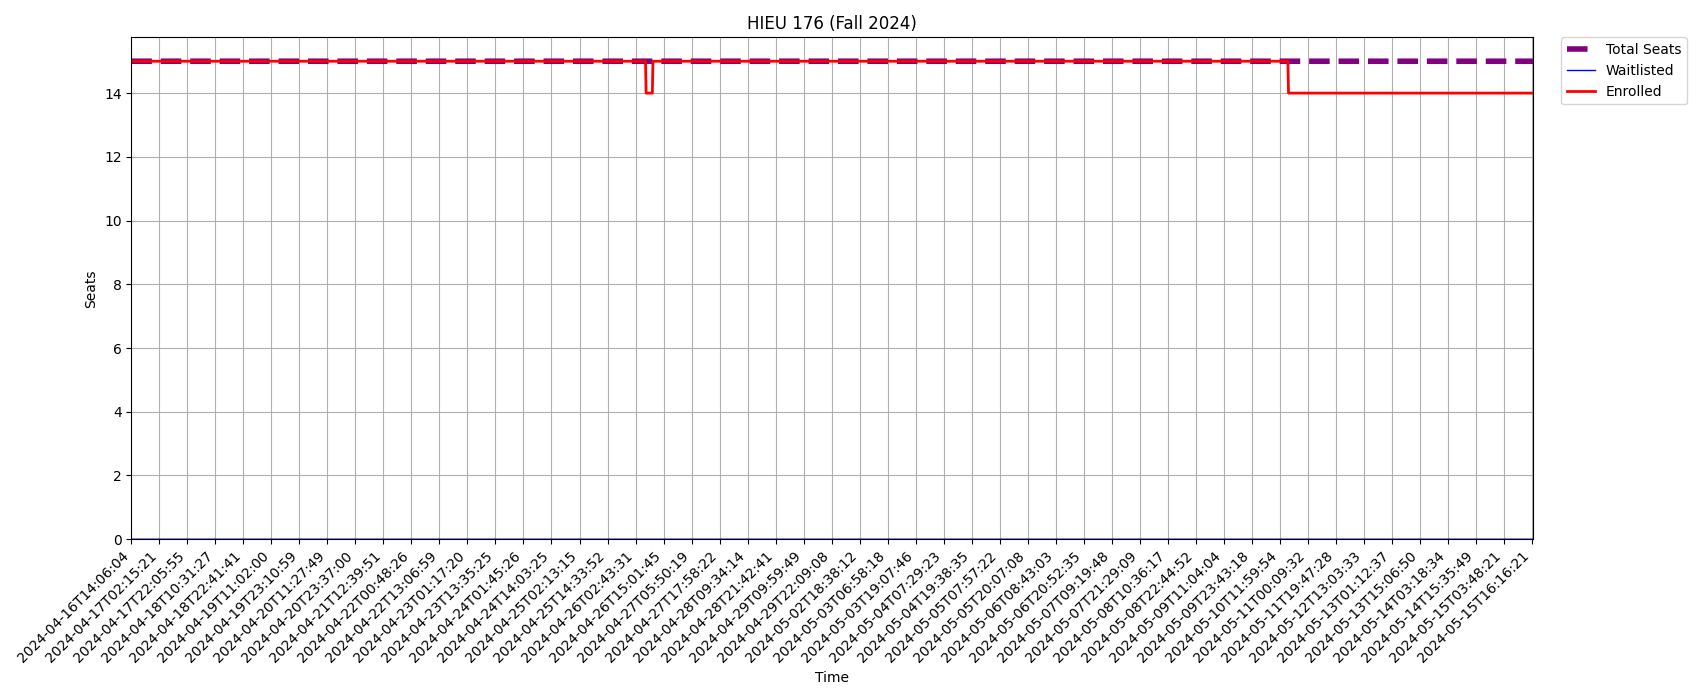 HIEU 176 (Fall 2024)
Total Seats
Waitlisted
Enrolled
14
12
10
8
6
4
2
0
Seats
2024-04-16T14:06:04
2024-04-17T02:15:21
2024-04-17T22:05:55
2024-04-18T10:31:27
2024-04-18T22:41:41
2024-04-19T11:02:00
2024-04-19T23:10:59
2024-04-20T11:27:49
2024-04-20T23:37:00
2024-04-21T12:39:51
2024-04-22T00:48:26
2024-04-22T13:06:59
2024-04-23T01:17:20
2024-04-23T13:35:25
2024-04-24T01:45:26
2024-04-24T14:03:25
2024-04-25T02:13:15
2024-04-25T14:33:52
2024-04-26T02:43:31
2024-04-26T15:01:45
2024-04-27T05:50:19
2024-04-27T17:58:22
2024-04-28T09:34:14
2024-04-28T21:42:41
2024-04-29T09:59:49
2024-04-29T22:09:08
2024-05-02T18:38:12
2024-05-03T06:58:18
2024-05-03T19:07:46
2024-05-04T07:29:23
2024-05-04T19:38:35
2024-05-05T07:57:22
2024-05-05T20:07:08
2024-05-06T08:43:03
2024-05-06T20:52:35
2024-05-07T09:19:48
2024-05-07T21:29:09
2024-05-08T10:36:17
2024-05-08T22:44:52
2024-05-09T11:04:04
2024-05-09T23:43:18
2024-05-10T11:59:54
2024-05-11T00:09:32
2024-05-11T19:47:28
2024-05-12T13:03:33
2024-05-13T01:12:37
2024-05-13T15:06:50
2024-05-14T03:18:34
2024-05-14T15:35:49
2024-05-15T03:48:21
2024-05-15T16:16:21
Time